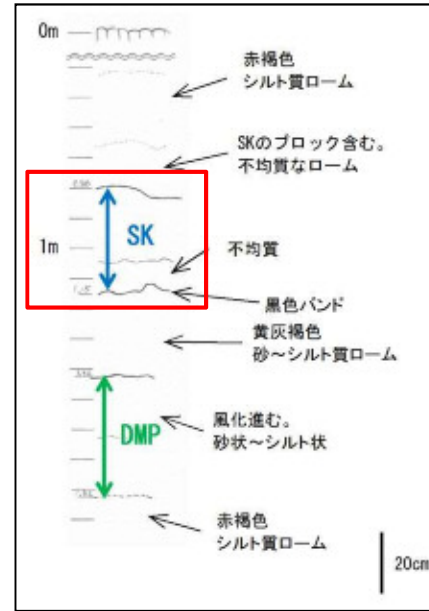 0m
赤褐色
シルト質ローム
SKのブロック含む。
不均質なローム
1m
SK
不均質
黒色バンド
黄灰褐色
砂～シルト質ローム
風化進む。
砂状～シルト状
DMP
赤褐色
シルト質ローム
20cm